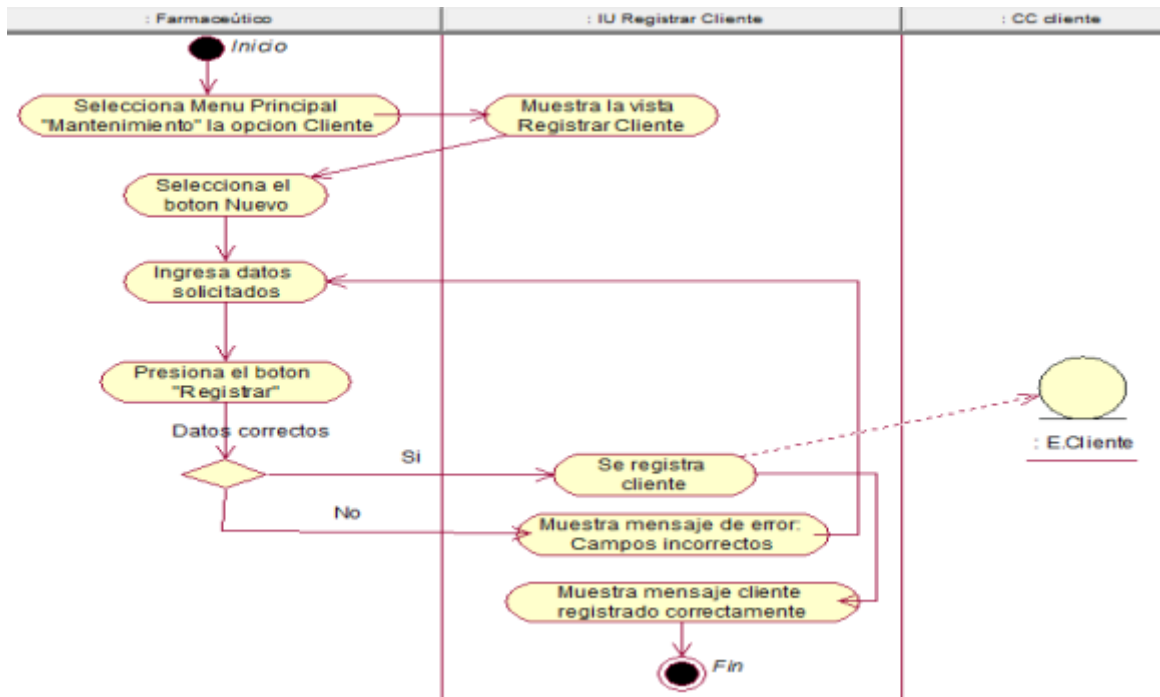 : Farmaceútico
: IU Registrar Cliente
: CC cliente
Inicio
Selecciona Menu Principal
"Mantenimiento" la opcion Cliente
Muestra la vista
Registrar Cliente
Selecciona el
boton Nuevo
Ingresa datos
solicitados
Presiona el boton
"Registrar"
Datos correctos
Si
Se registra
cliente
: E.Cliente
No
Muestra mensaje de error:
Campos incorrectos
Muestra mensaje cliente
registrado correctamente
Fin